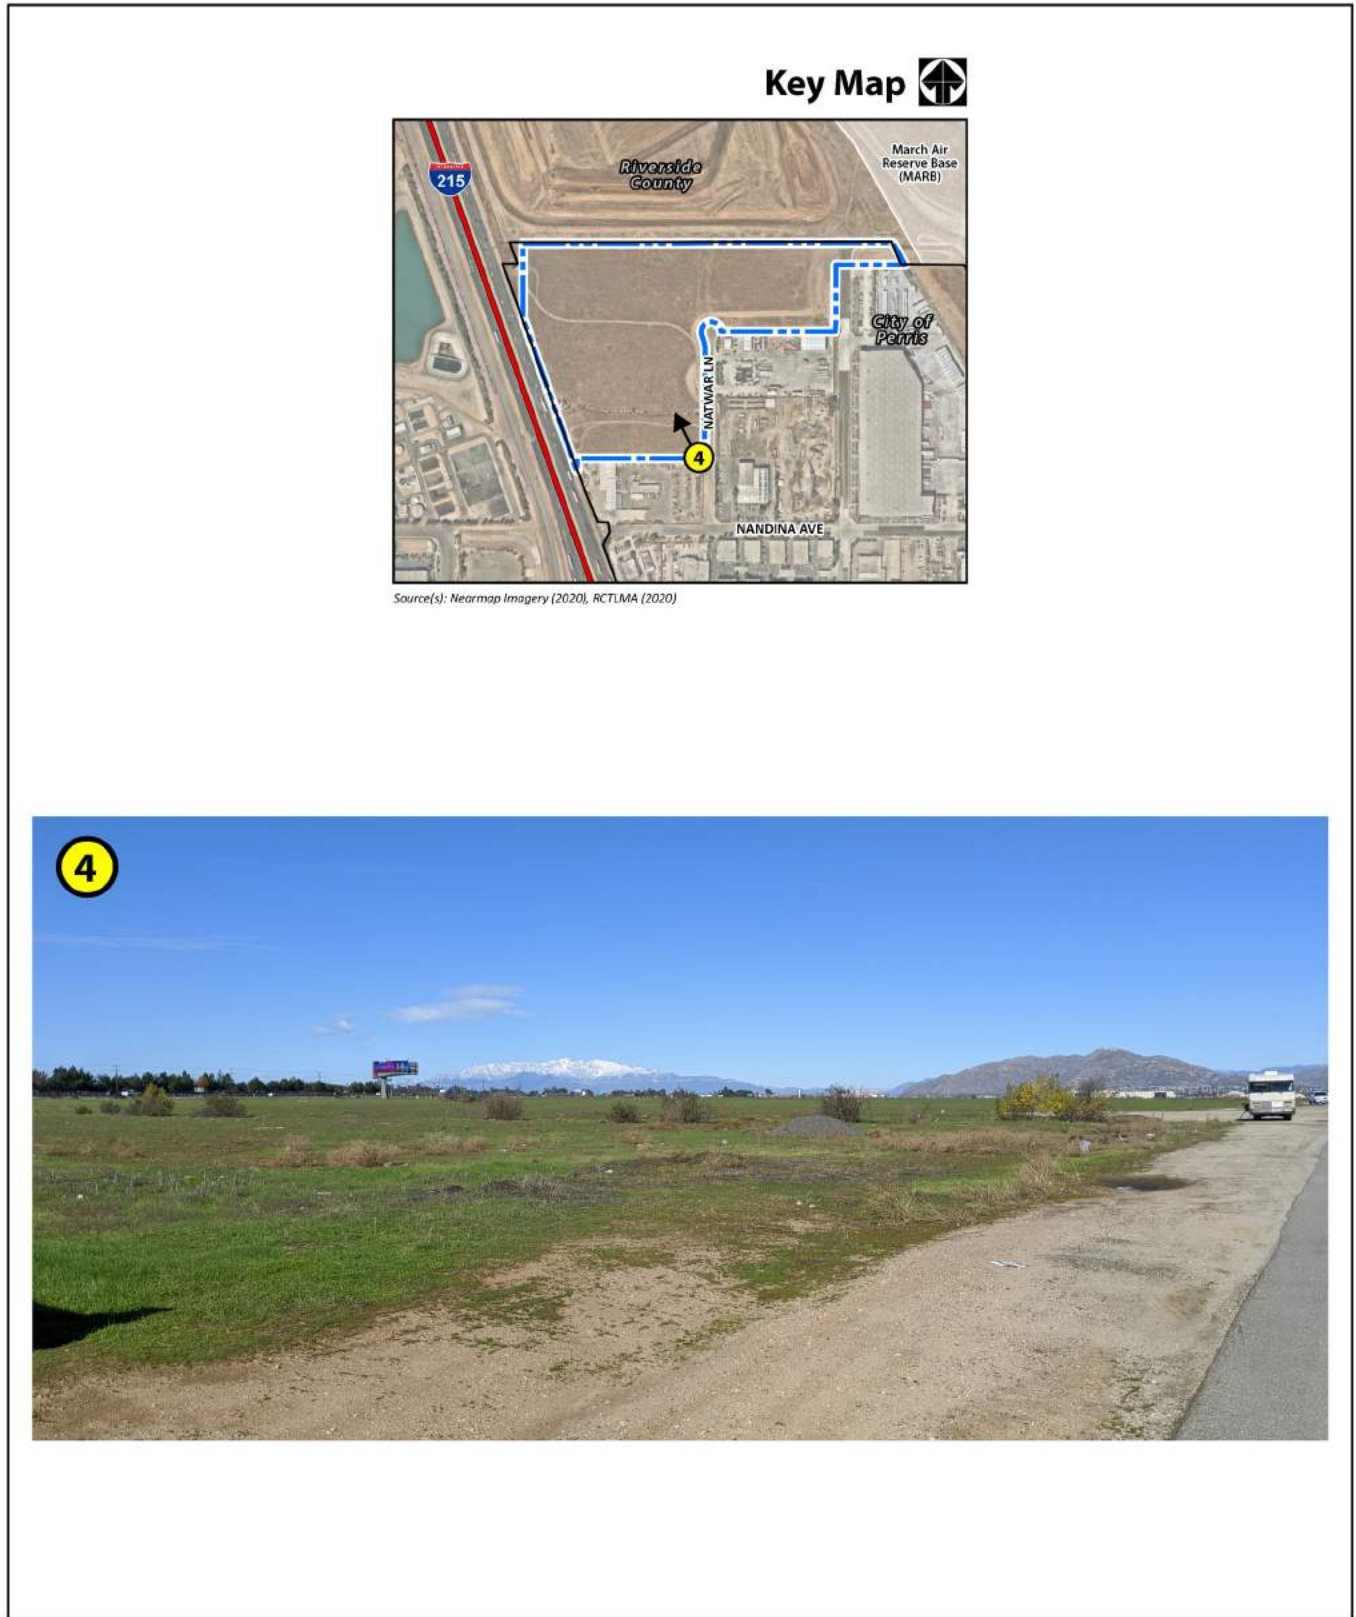 Key Map
INTERSTATE
215
Riverside
County
March Air
Reserve Base
(MARB)
City of
Perris
NATWAR LN
4
NANDINA AVE
Source(s): Nearmap Imagery (2020), RCTLMA (2020)
4